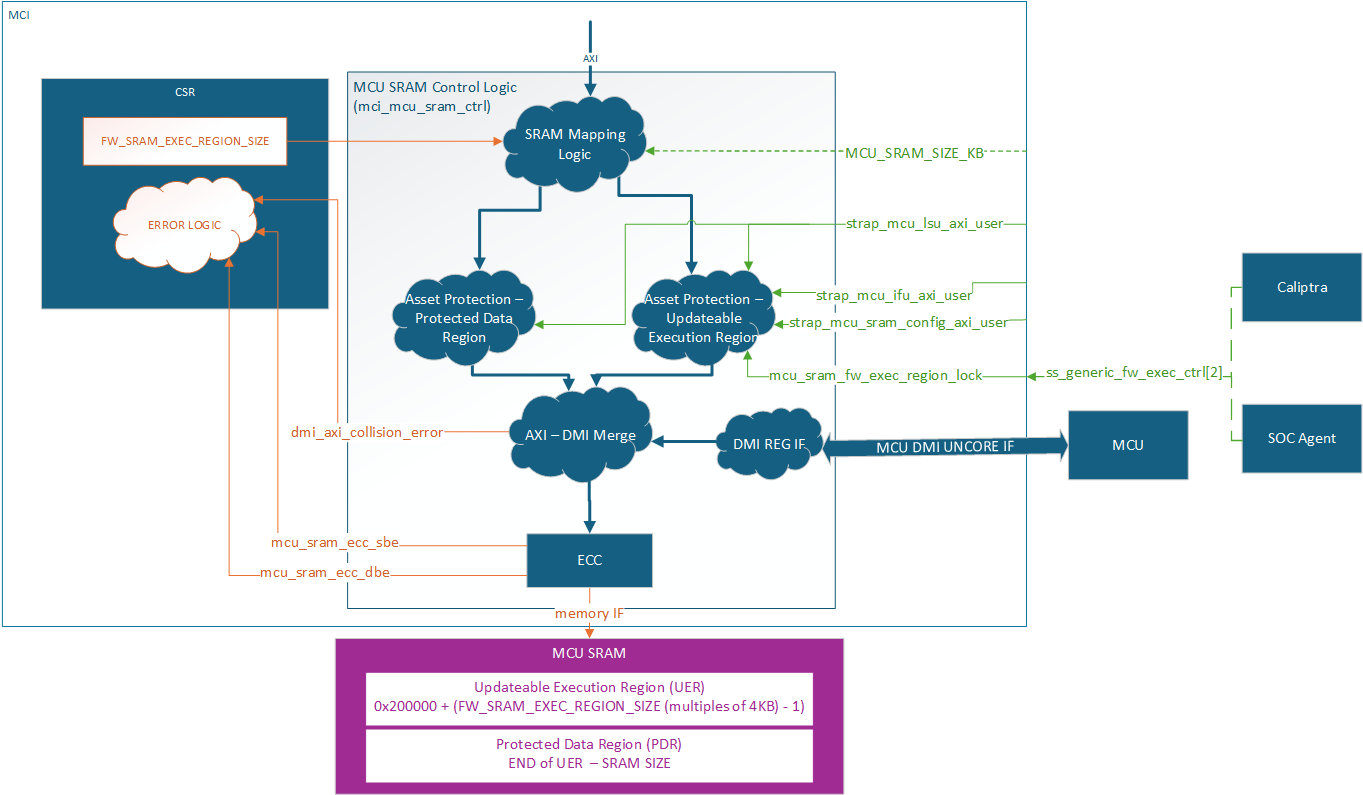 MCI
AXI
CSR
MCU SRAM Control Logic
(mci_mcu_sram_ctrl)
FW_SRAM_EXEC_REGION_SIZE
SRAM Mapping
Logic
MCU_SRAM_SIZE_KB
ERROR LOGIC
strap_mcu_lsu_axi_user
Asset Protection –
Protected Data
Region
Asset Protection –
Updateable
Execution Region
strap_mcu_ifu_axi_user
strap_mcu_sram_config_axi_user
Caliptra
mcu_sram_fw_exec_region_lock
ss_generic_fw_exec_ctrl[2]
dmi_axi_collision_error
AXI – DMI Merge
DMI REG IF
MCU DMI UNCORE IF
MCU
SOC Agent
mcu_sram_ecc_sbe
mcu_sram_ecc_dbe
ECC
memory IF
MCU SRAM
Updateable Execution Region (UER)
0x200000 + (FW_SRAM_EXEC_REGION_SIZE (multiples of 4KB) - 1)
Protected Data Region (PDR)
END of UER – SRAM SIZE